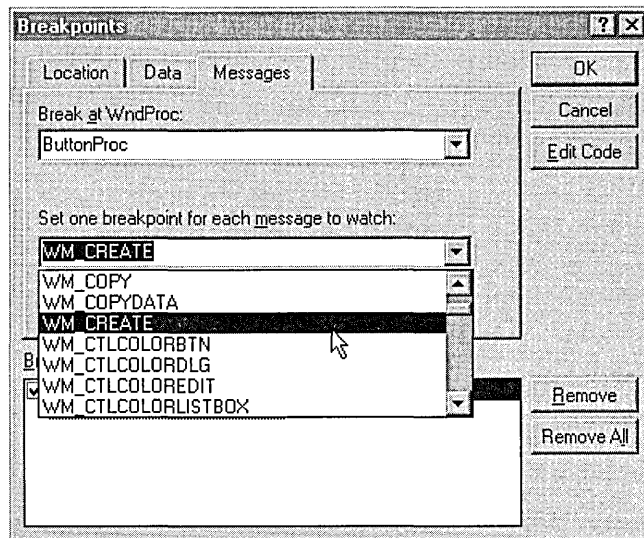 Breakpoints
Location Data Messages
OK
Cancel
Edit Code
Break at WndProc:
ButtonProc
Set one breakpoint for each message to watch:
WM_CREATE
WM_COPY
WM_COPYDATA
WM_CREATE
WM_CTLCOLORBTN
WM_CTLCOLORDLG
WM_CTLCOLOREDIT
WM_CTLCOLORLISTBOX
Remove
Remove All